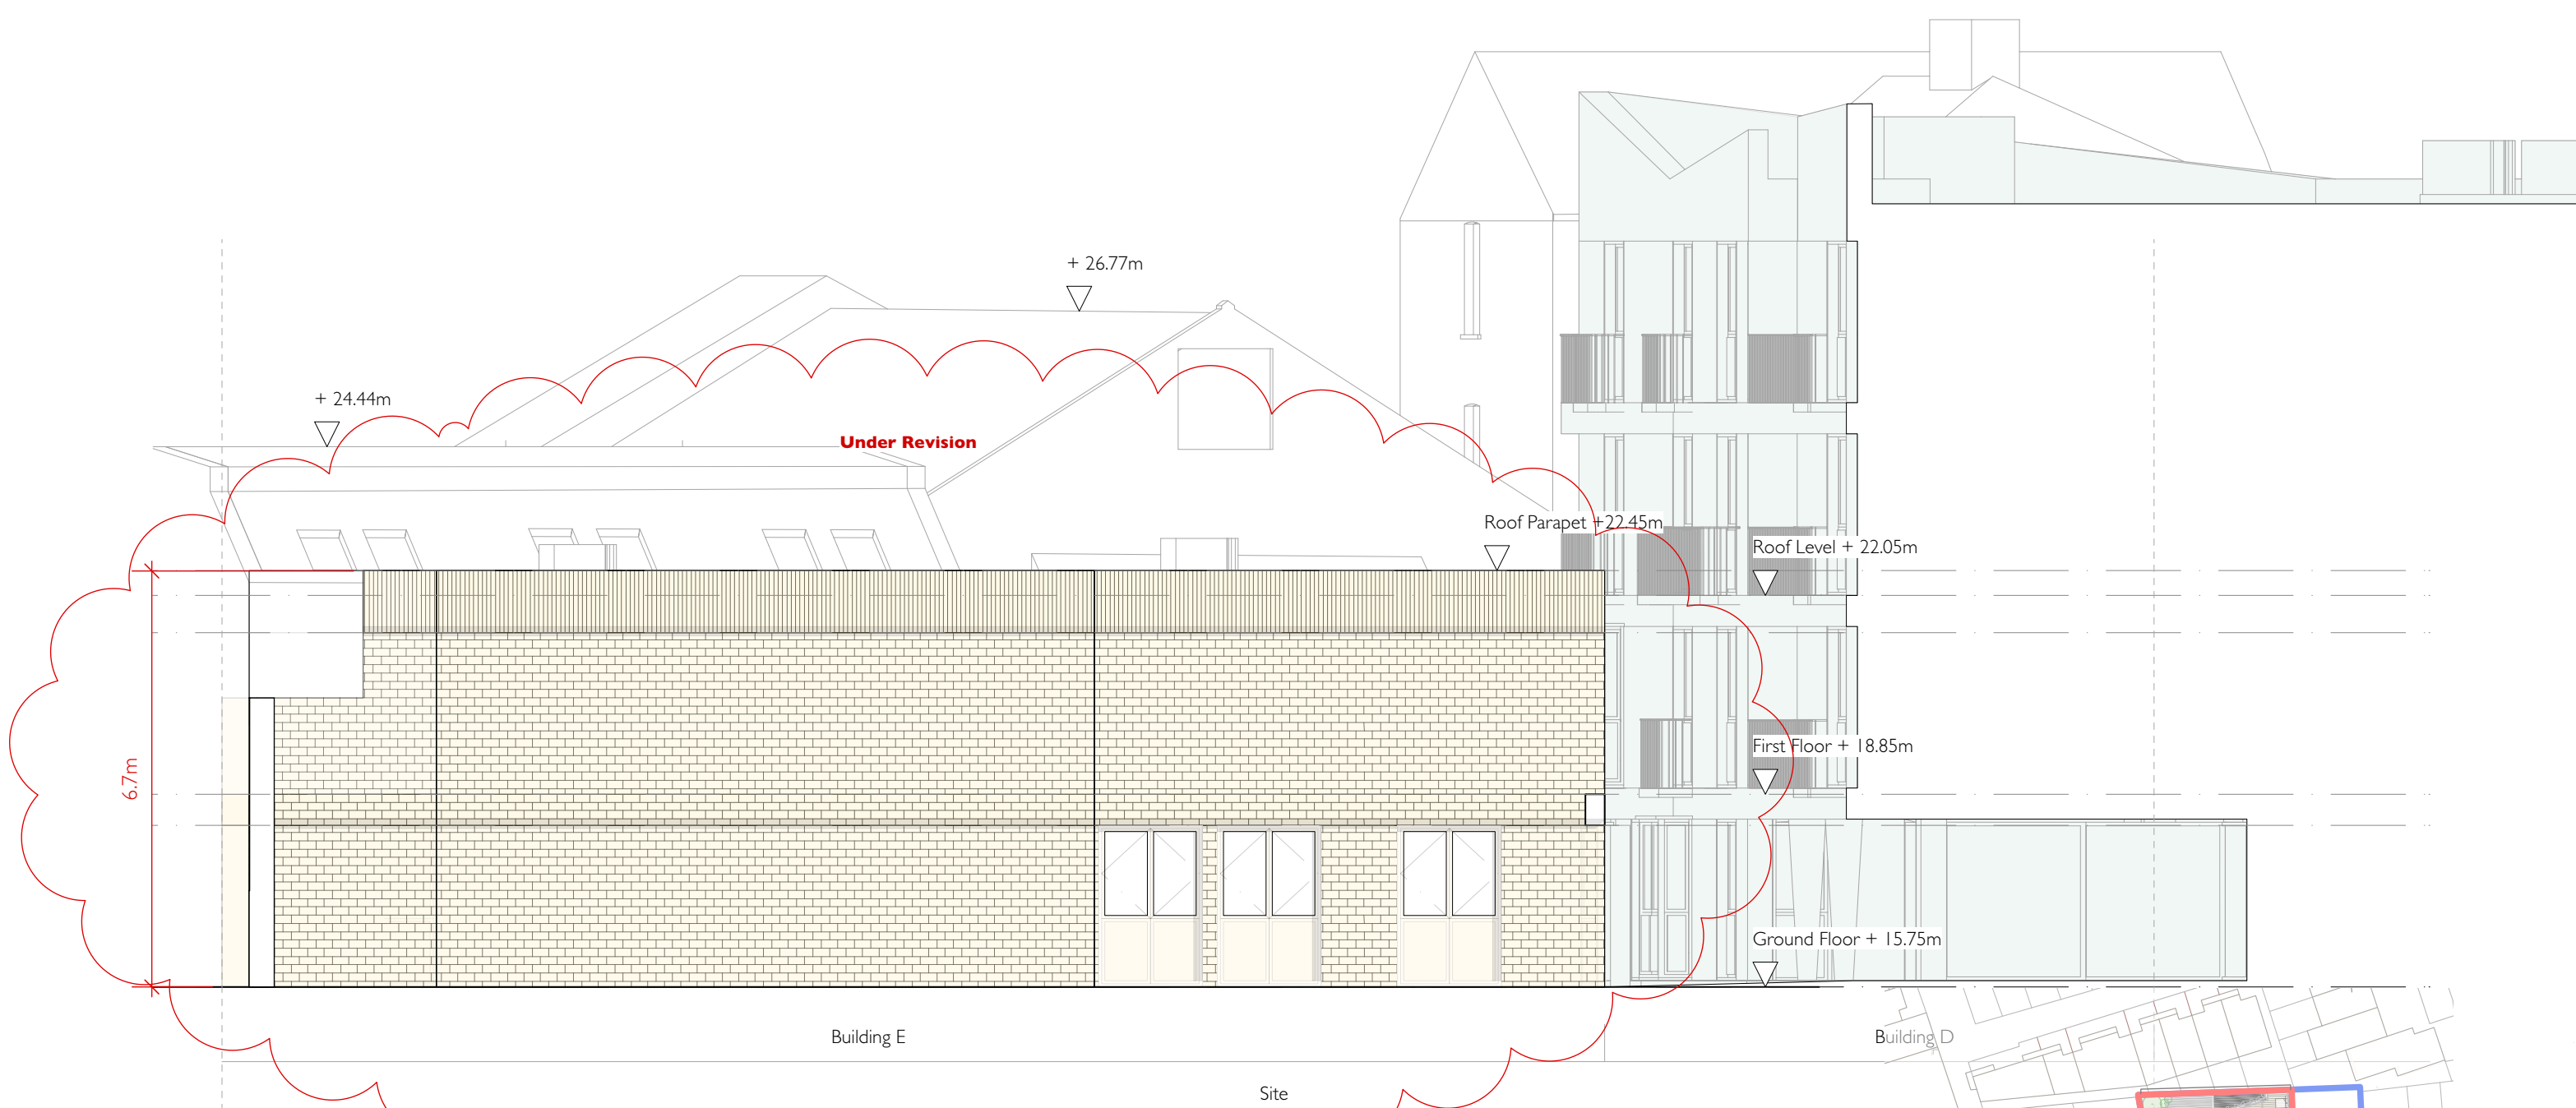 + 26.77m
+ 24.44m
Under Revision
Roof Parapet +22.45m
Roof Level + 22.05m
First Floor + 18.85m
6.7m
Ground Floor + 15.75m
Building E
Building D
Site